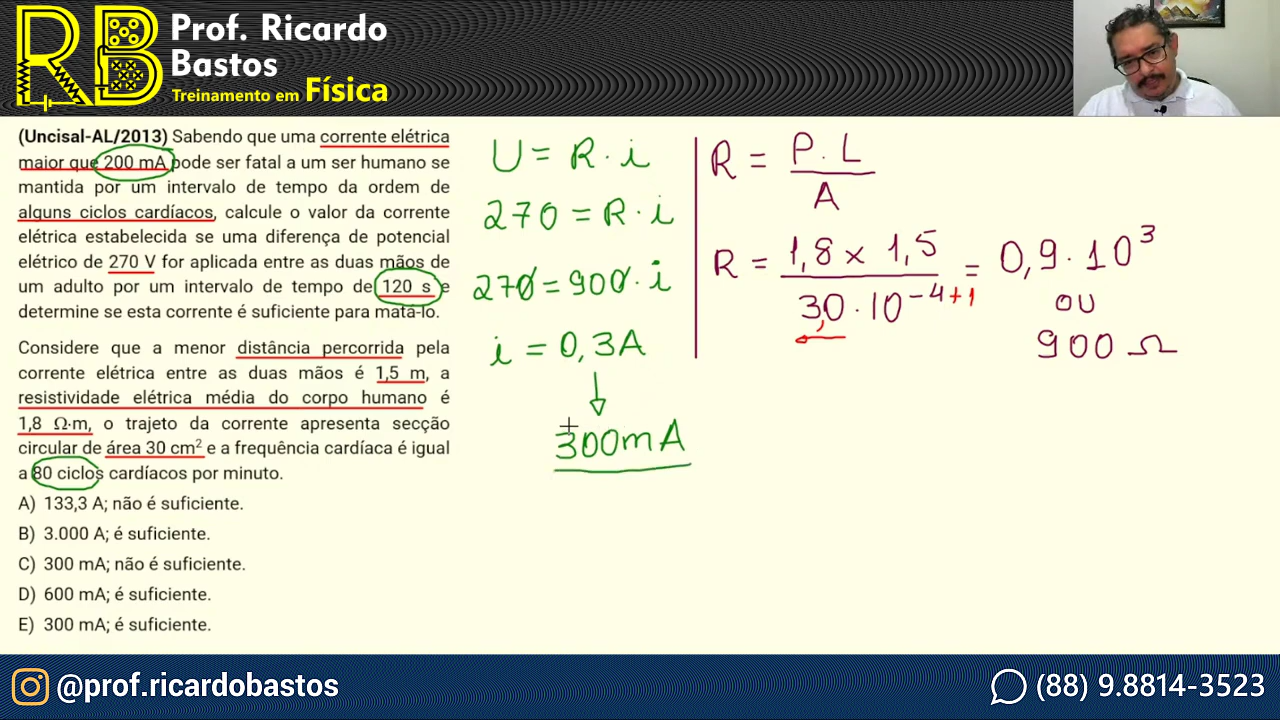 RB
Prof. Ricardo
Bastos
Treinamento em Física
(Uncisal-AL/2013) Sabendo que uma corrente elétrica
maior que 200 mA pode ser fatal a um ser humano se
mantida por um intervalo de tempo da ordem de
alguns ciclos cardíacos, calcule o valor da corrente
elétrica estabelecida se uma diferença de potencial
elétrico de 270 V for aplicada entre as duas mãos de
um adulto por um intervalo de tempo de 120 s e
determine se esta corrente é suficiente para matá-lo.
Considere que a menor distância percorrida pela
corrente elétrica entre as duas mãos é 1,5 m, a
resistividade elétrica média do corpo humano é
1,8 Ω·m, o trajeto da corrente apresenta secção
circular de área 30 cm² e a frequência cardíaca é igual
a 80 ciclos cardíacos por minuto.
A) 133,3 A; não é suficiente.
B) 3.000 A; é suficiente.
C) 300 mA; não é suficiente.
D) 600 mA; é suficiente.
E) 300 mA; é suficiente.
U = R · i
270 = R · i
270 = 900 · i
i = 0,3A
300mA
R = P. L
A
R = 1,8 x 1,5
3,0 · 10⁻⁴⁺¹
= 0,9 · 10³
OU
900 Ω
@prof.ricardobastos
(88) 9.8814-3523